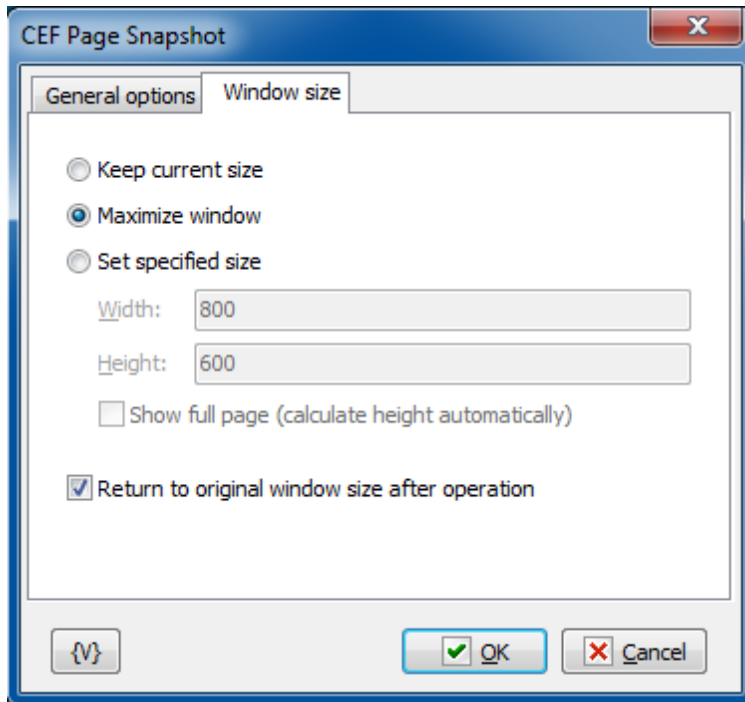 CEF Page Snapshot
General options
Window size
Keep current size
Maximize window
Set specified size
Width: 800
Height: 600
Show full page (calculate height automatically)
Return to original window size after operation
{V}
OK
Cancel